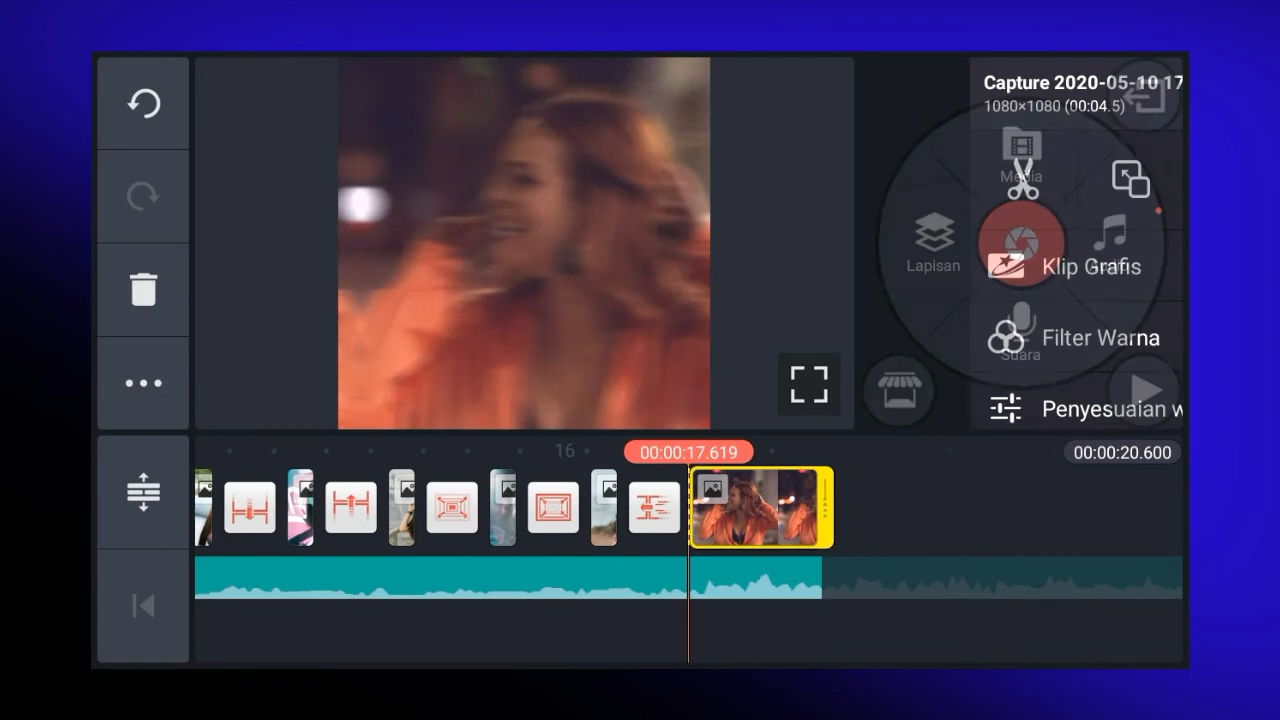 Capture 2020-05-10 17
1080×1080 (00:04.5)
Media
Lapisan
Klip Grafis
Filter Warna
Suara
Penyesuaian w
16
00:00:17.619
00:00:20.600